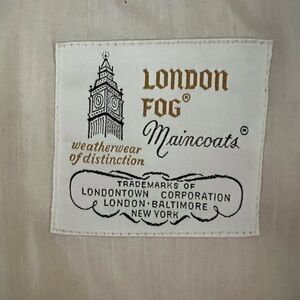 LONDON
FOG®
Maincoats®
weatherwear
of distinction
TRADEMARKS OF
LONDONTOWN CORPORATION
LONDON·BALTIMORE
NEW YORK